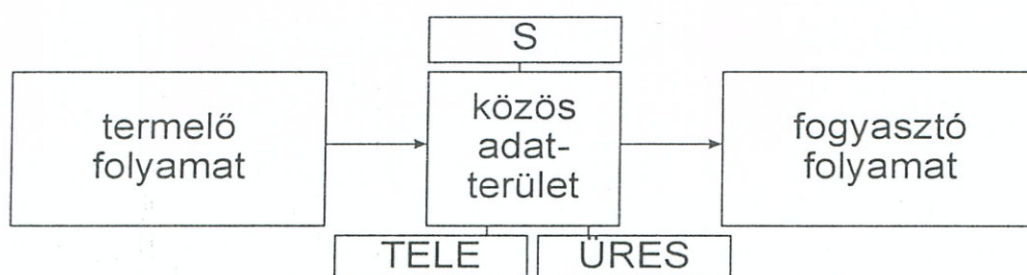 S
termelő
folyamat
közös
adat-
terület
fogyasztó
folyamat
TELE
ÜRES